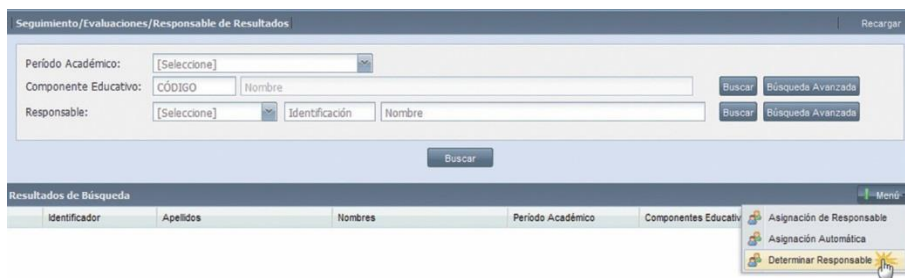 Seguimiento/Evaluaciones/Responsable de Resultados Recargar
Período Académico: [Seleccione]
Componente Educativo: CÓDIGO Nombre Buscar Búsqueda Avanzada
Responsable: [Seleccione] Identificación Nombre Buscar Búsqueda Avanzada
Buscar
Resultados de Búsqueda Menú
Identificador Apellidos Nombres Período Académico Componentes Educativ
Asignación de Responsable
Asignación Automática
Determinar Responsable